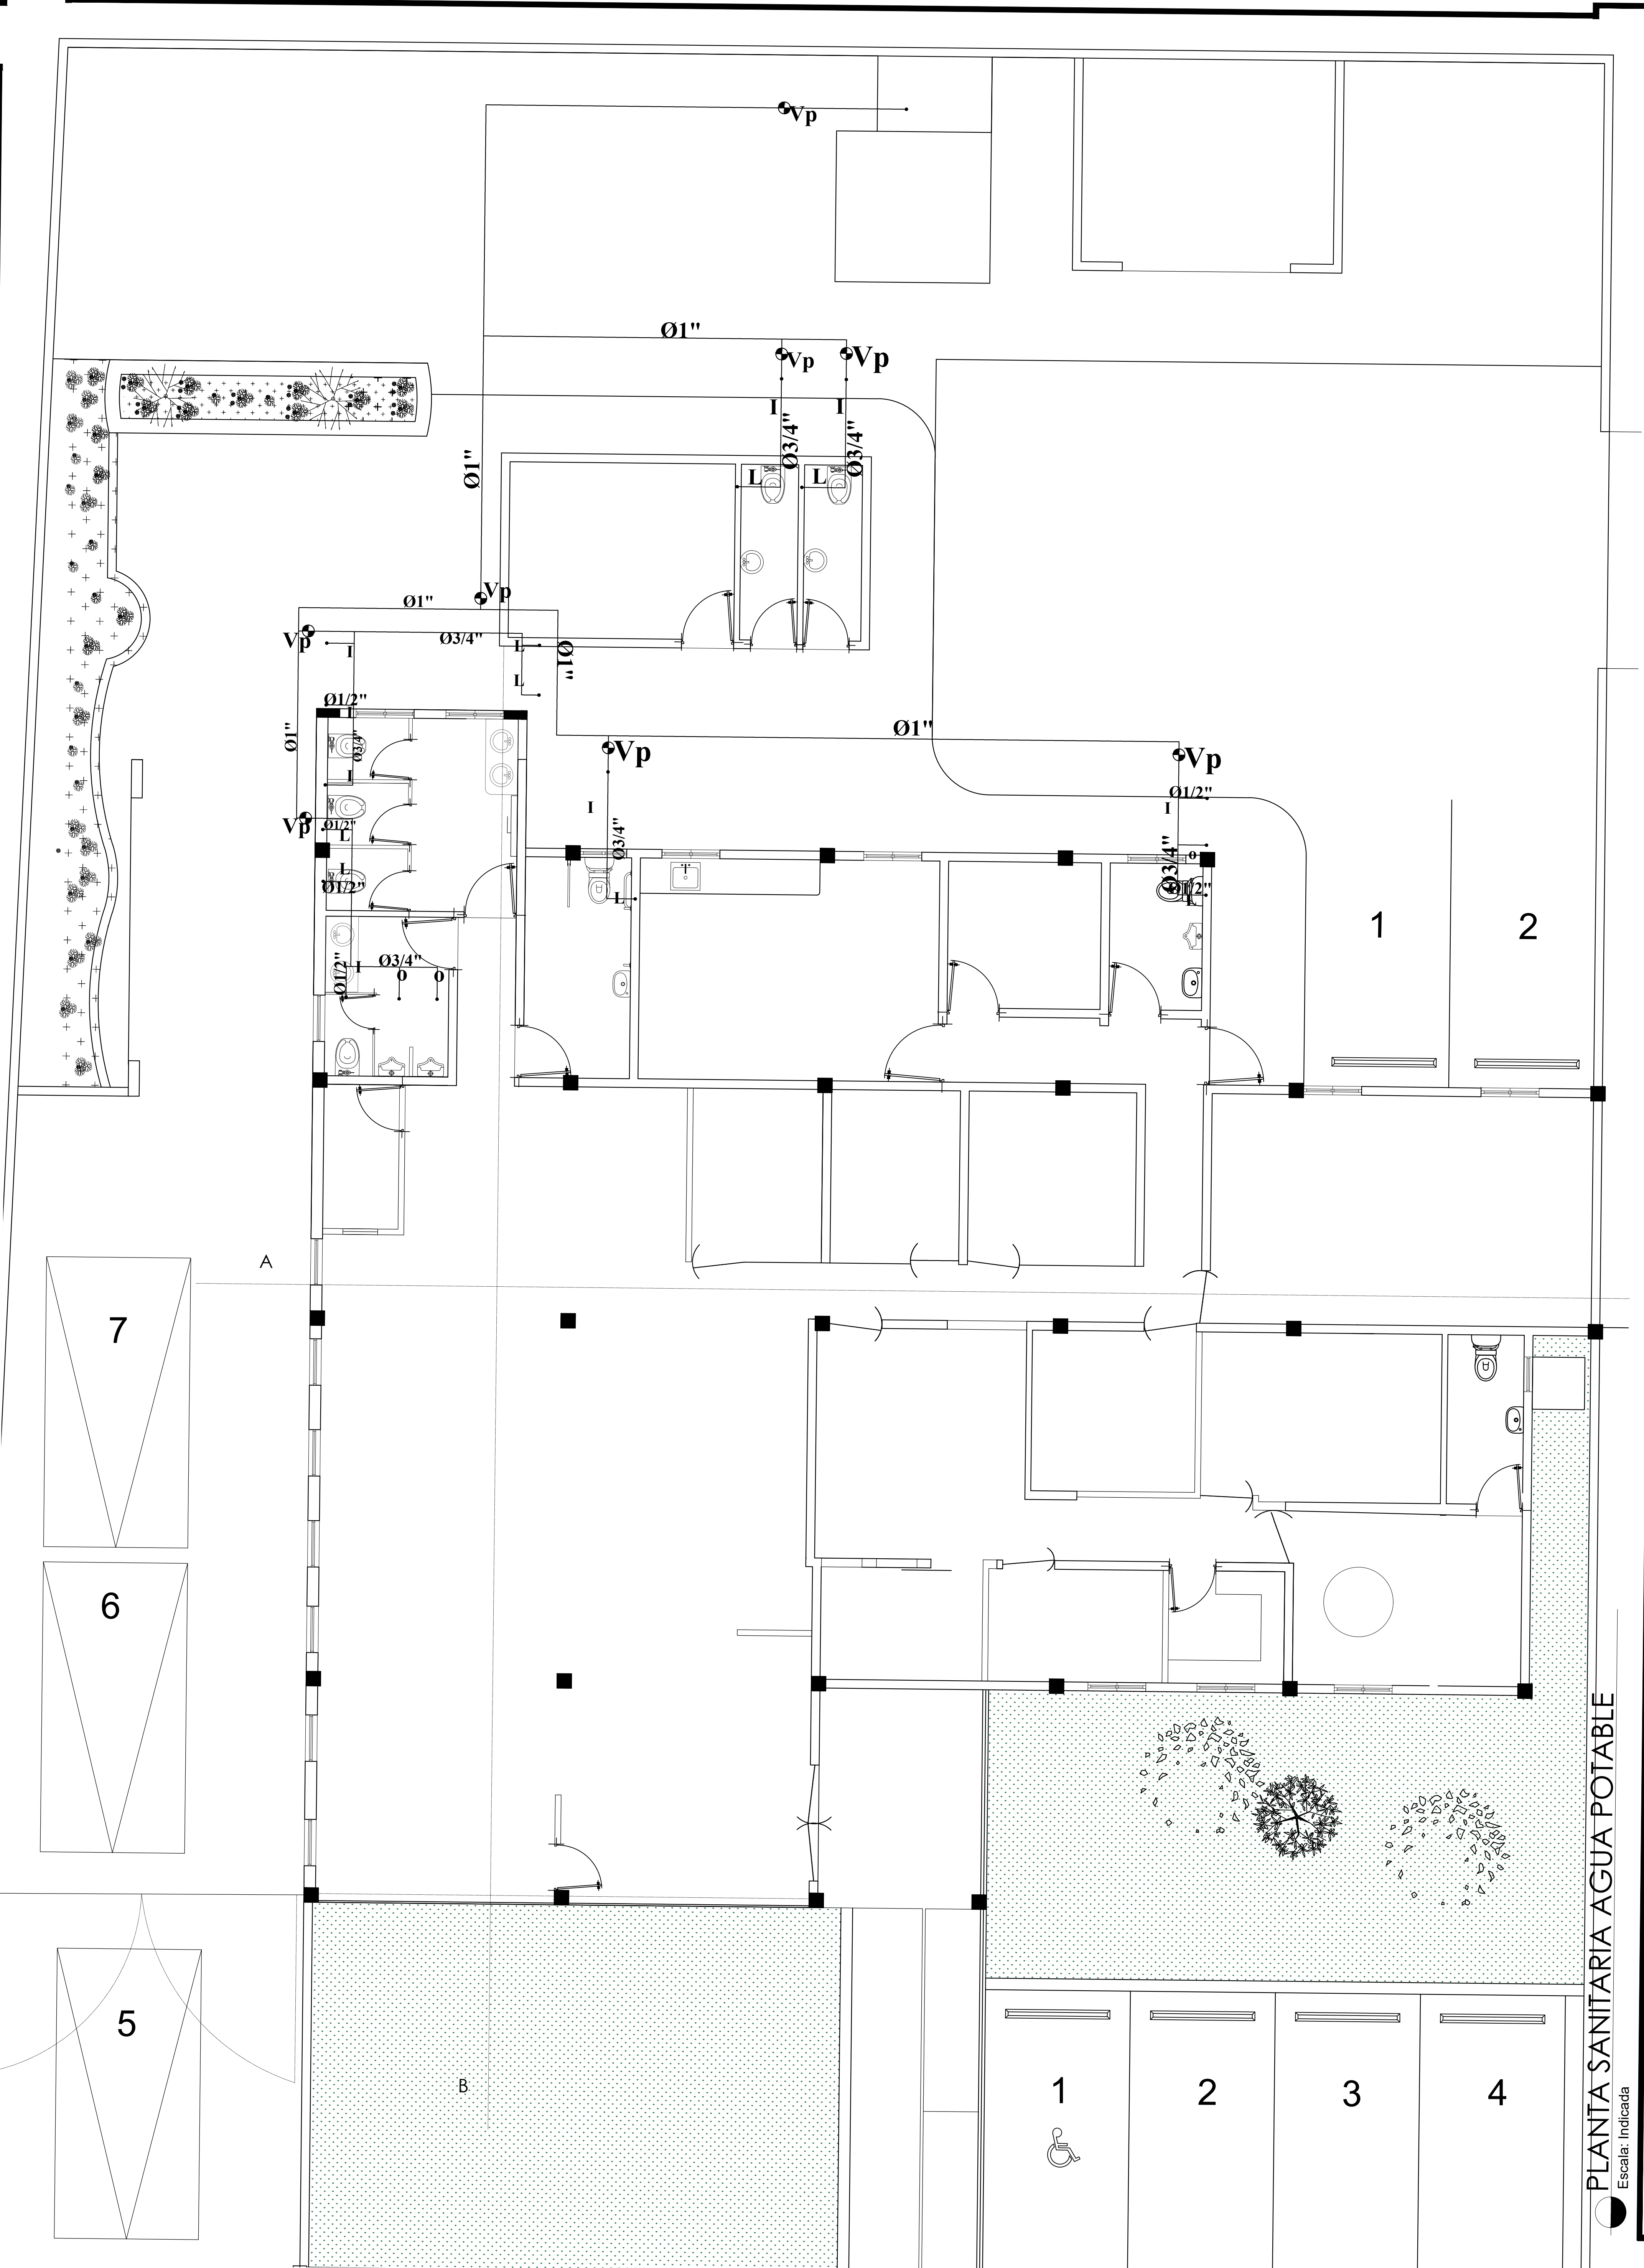 Vp
Ø1"
Vp
Vp
I
I
Ø3/4"
Ø3/4"
Ø1"
L
L
Vp
Ø1"
Vp
Ø3/4"
I
L
Ø1"
L
Ø1/2"
I
Ø1"
Ø3/4"
Ø1"
Vp
Vp
I
Ø1/2"
I
I
Vp
Ø1/2"
L
Ø3/4"
Ø3/4"
o
L
Ø1/2"
Ø1/2"
L
L
1
2
Ø3/4"
I
o
o
Ø1/2"
A
7
6
5
B
1
2
3
4
PLANTA SANITARIA AGUA POTABLE
Escala: Indicada